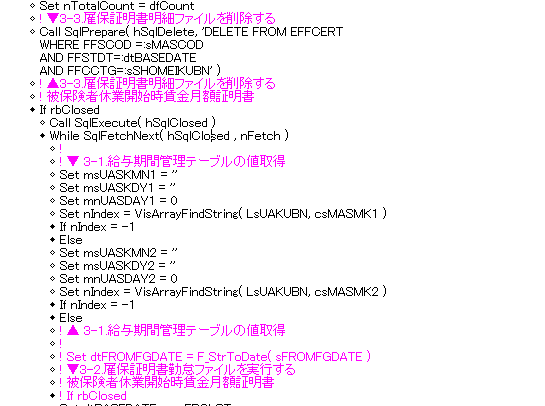 Set nTotalCount = dfCount
! ▼3-3.雇保証明書明細ファイルを削除する
Call SqlPrepare( hSqlDelete, 'DELETE FROM EFFCERT
WHERE FFSCOD =:sMASCOD
AND FFSTDT=:dtBASEDATE
AND FFCCTG=:sSHOMEIKUBN' )
! ▲3-3.雇保証明書明細ファイルを削除する
! 被保険者休業開始時賃金月額証明書
If rbClosed
Call SqlExecute( hSqlClosed )
While SqlFetchNext( hSqlClosed , nFetch )
!
! ▼ 3-1.給与期間管理テーブルの値取得
Set msUASKMN1 = ''
Set msUASKDY1 = ''
Set mnUASDAY1 = 0
Set nIndex = VisArrayFindString( LsUAKUBN, csMASMK1 )
If nIndex = -1
Else
Set msUASKMN2 = ''
Set msUASKDY2 = ''
Set mnUASDAY2 = 0
Set nIndex = VisArrayFindString( LsUAKUBN, csMASMK2 )
If nIndex = -1
Else
! ▲ 3-1.給与期間管理テーブルの値取得
!
! Set dtFROMFGDATE = F_StrToDate( sFROMFGDATE )
! ▼3-2.雇保証明書勤怠ファイルを実行する
! 被保険者休業開始時賃金月額証明書
! If rbClosed